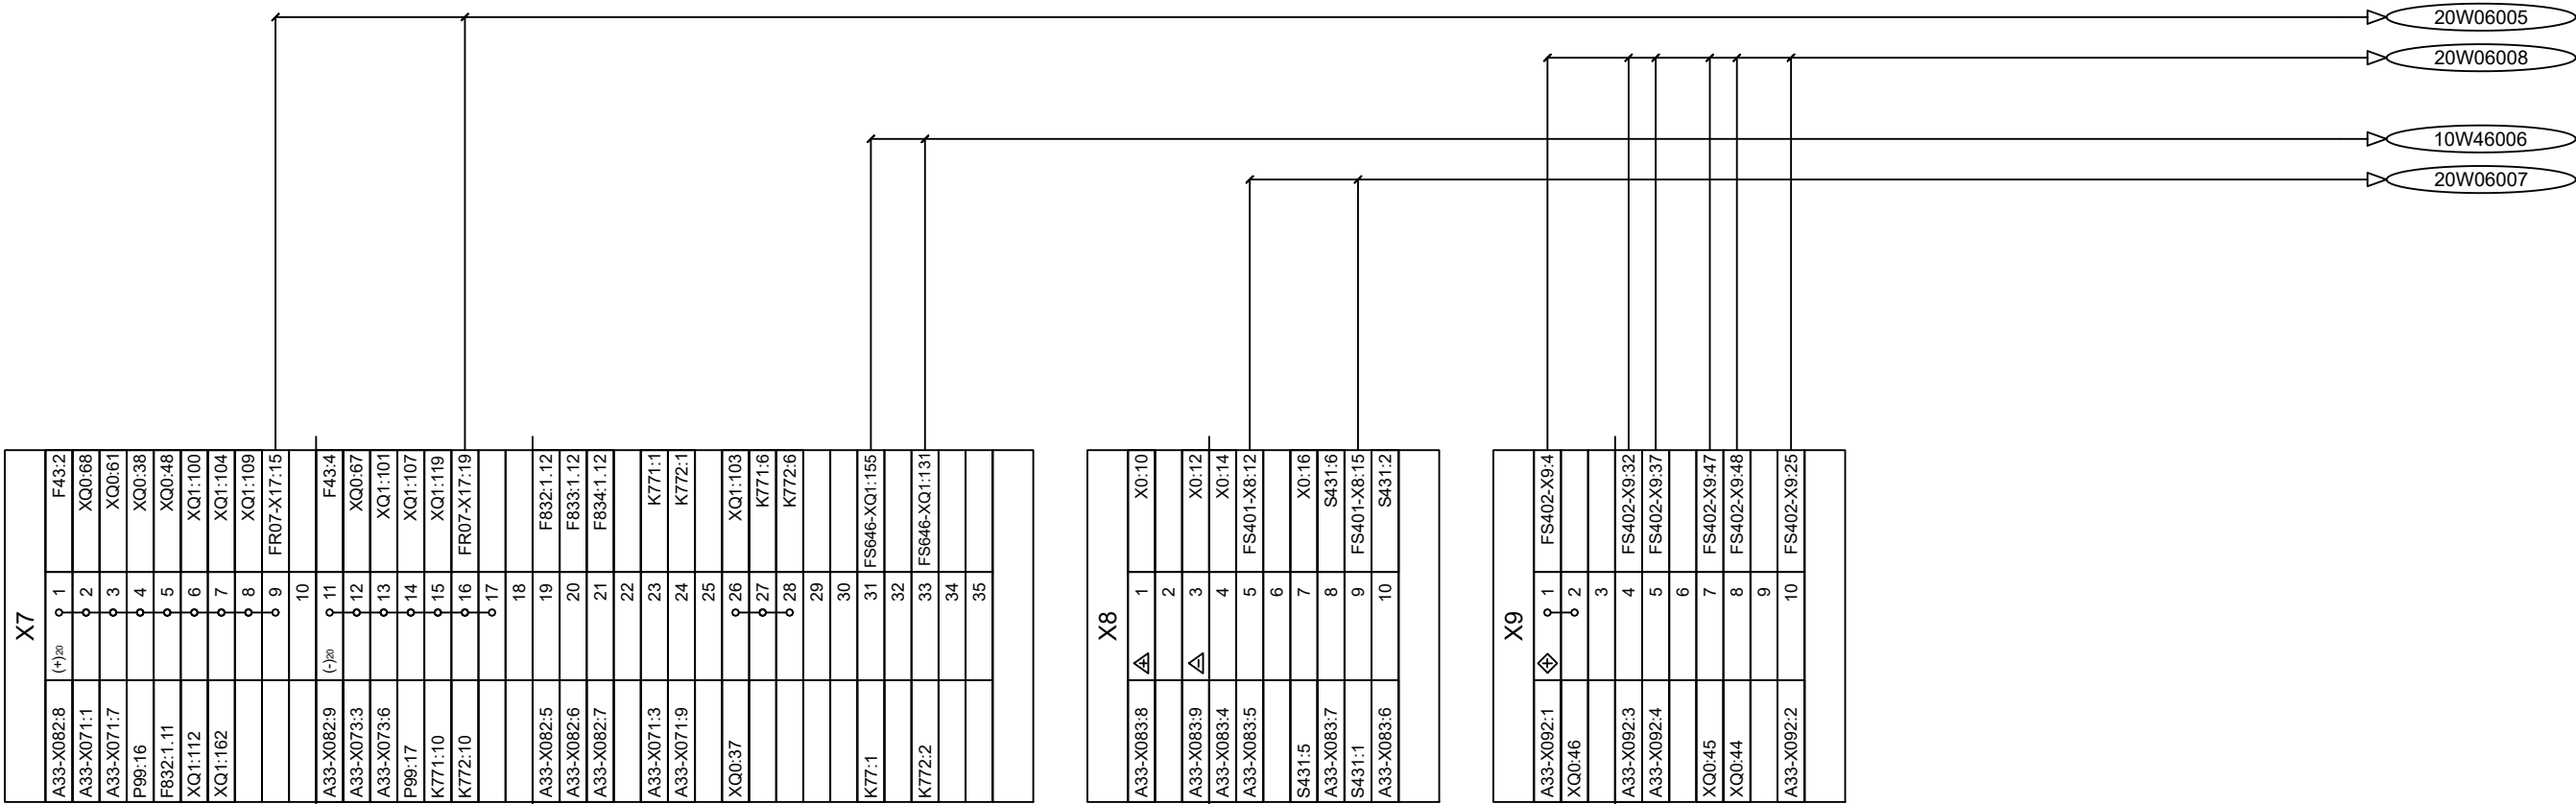 20W06005
20W06008
10W46006
20W06007
X7
A33-X082:8 (+)20 1 F43:2
A33-X071:1 2 XQ0:68
A33-X071:7 3 XQ0:61
P99:16 4 XQ0:38
F832:1.11 5 XQ0:48
XQ1:112 6 XQ1:100
XQ1:162 7 XQ1:104
8 XQ1:109
9 FR07-X17:15
10
A33-X082:9 (-)20 11 F43:4
A33-X073:3 12 XQ0:67
A33-X073:6 13 XQ1:101
P99:17 14 XQ1:107
K771:10 15 XQ1:19
K772:10 16 FR07-X17:19
17
18
A33-X082:5 19 F832:1.12
A33-X082:6 20 F833:1.12
A33-X082:7 21 F834:1.12
22
A33-X071:3 23 K771:1
A33-X071:9 24 K772:1
25
XQ0:37 26 XQ1:103
27 K771:6
28 K772:6
29
30
K77:1 31 FS646-XQ1:155
32
K772:2 33 FS646-XQ1:131
34
35
X8
A33-X083:8 1 X0:10
2
A33-X083:9 3 X0:12
A33-X083:4 4 X0:14
A33-X083:5 5 FS401-X8:12
6
S431:5 7 X0:16
A33-X083:7 8 S431:6
S431:1 9 FS401-X8:15
A33-X083:6 10 S431:2
X9
A33-X092:1 1 FS402-X9:4
XQ0:46 2
3
A33-X092:3 4 FS402-X9:32
A33-X092:4 5 FS402-X9:37
6
XQ0:45 7 FS402-X9:47
XQ0:44 8 FS402-X9:48
9
A33-X092:2 10 FS402-X9:25